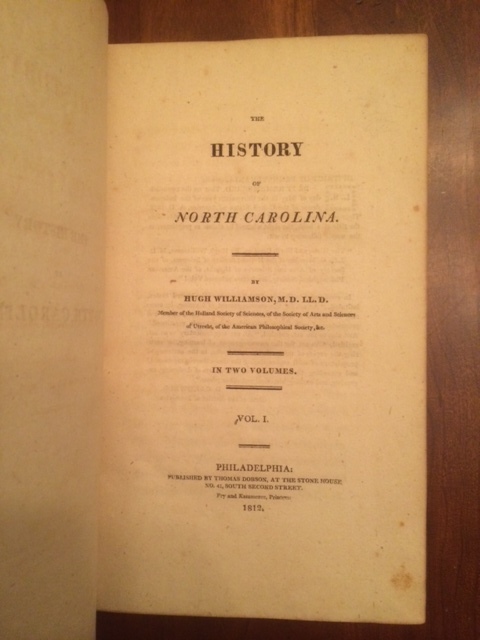 THE
HISTORY
OF
NORTH CAROLINA.
BY
HUGH WILLIAMSON, M.D. LL.D.
Member of the Holland Society of Sciences, of the Society of Arts and Sciences
of Utrecht, of the American Philosophical Society, &c.
IN TWO VOLUMES.
VOL. I.
PHILADELPHIA:
PUBLISHED BY THOMAS DOBSON, AT THE STONE HOUSE,
NO. 41, SOUTH SECOND STREET.
Fry and Kammerer, Printers.
1812.